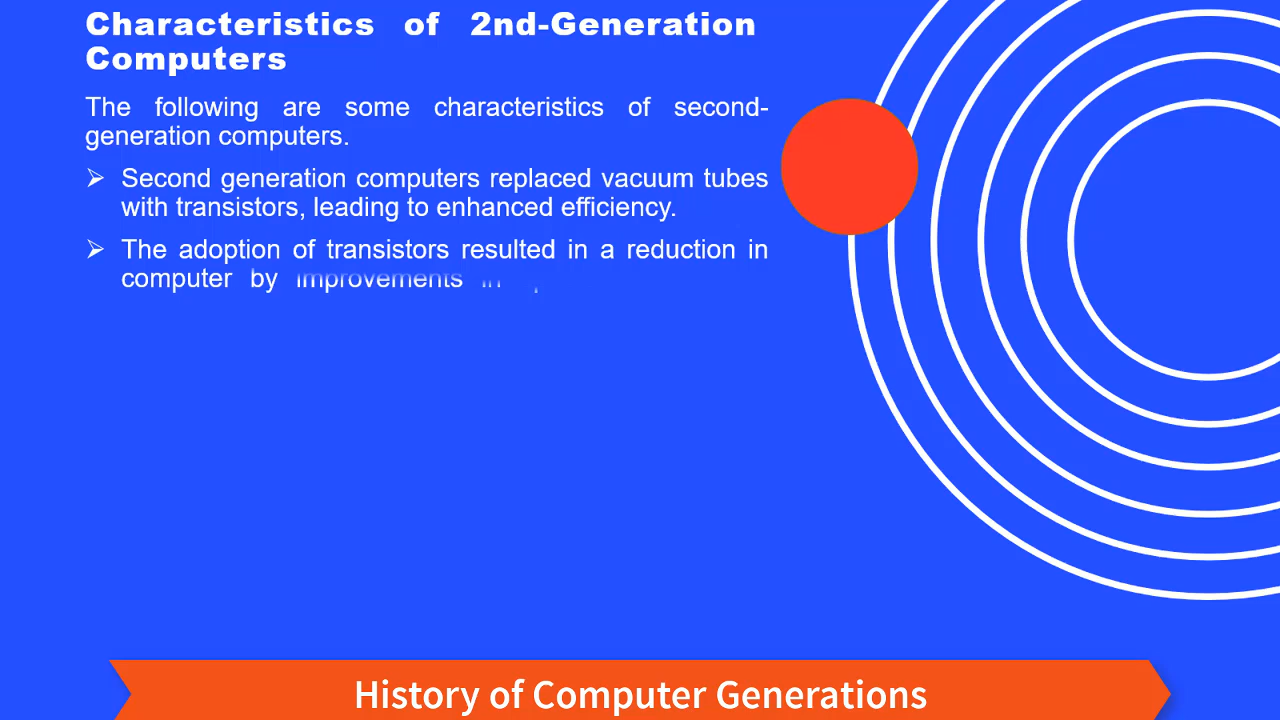 Characteristics of 2nd-Generation
Computers
The following are some characteristics of second-
generation computers.
➢ Second generation computers replaced vacuum tubes
with transistors, leading to enhanced efficiency.
➢ The adoption of transistors resulted in a reduction in
computer by improvements in
History of Computer Generations